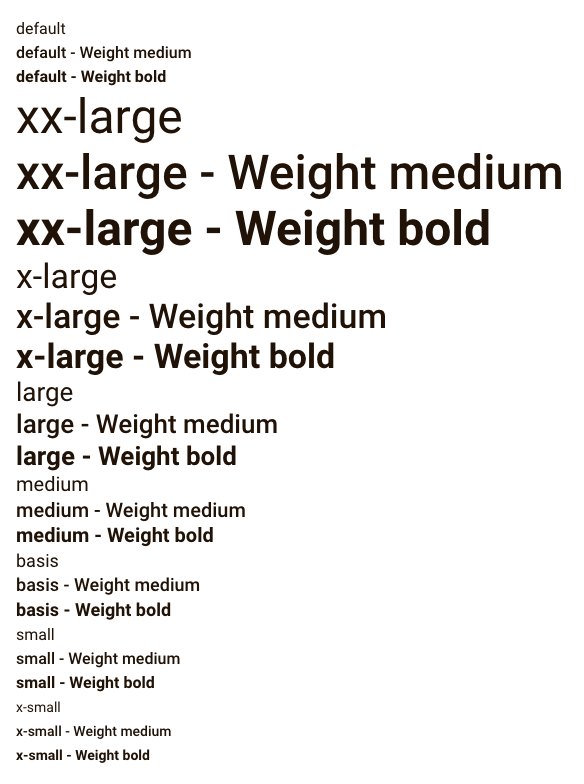 default
default - Weight medium
default - Weight bold
xx-large
xx-large - Weight medium
xx-large - Weight bold
x-large
x-large - Weight medium
x-large - Weight bold
large
large - Weight medium
large - Weight bold
medium
medium - Weight medium
medium - Weight bold
basis
basis - Weight medium
basis - Weight bold
small
small - Weight medium
small - Weight bold
x-small
x-small - Weight medium
x-small - Weight bold